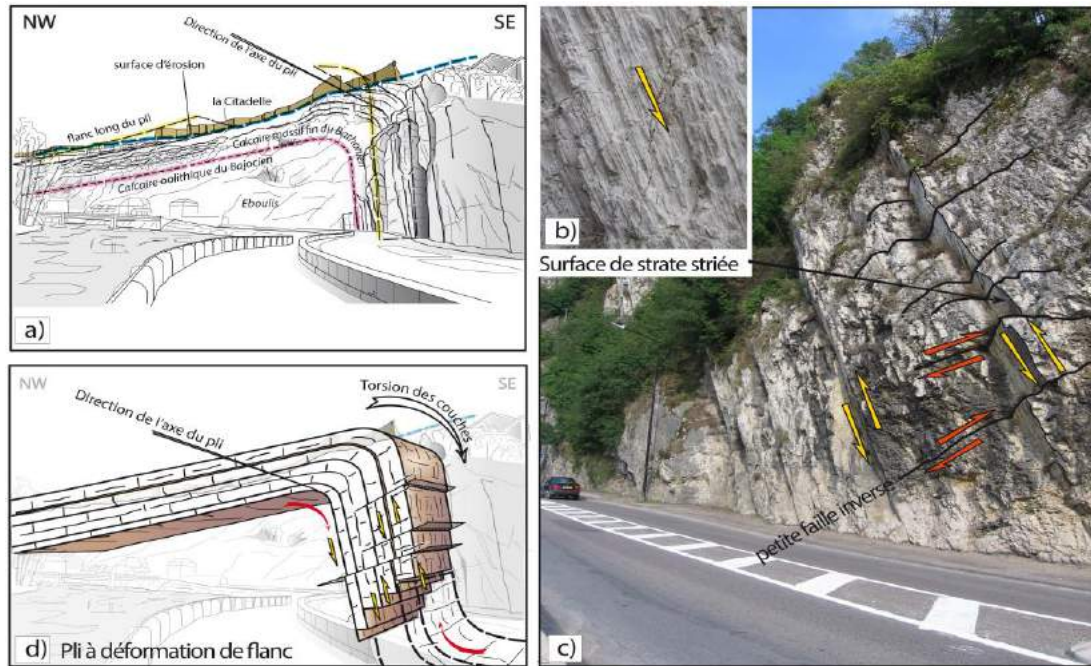 NW
SE
Direction de l'axe du pli
surface d'érosion
la Citadelle
flanc long du pli
Calcaire massif fin du Bathonien
Calcaire oolithique du Bajocien
Eboulis
a)
b)
Surface de strate striée
petite faille inverse
c)
NW
SE
Torsion des couches
Direction de l'axe du pli
d) Pli à déformation de flanc